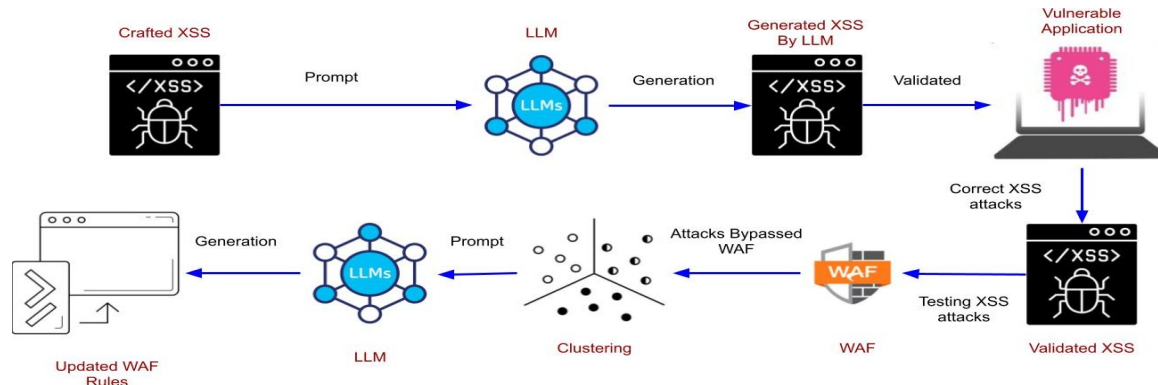 Crafted XSS
</XSS>
Prompt
LLM
LLMs
Generation
Generated XSS
By LLM
</XSS>
Validated
Vulnerable
Application
Correct XSS
attacks
</XSS>
Validated XSS
Testing XSS
attacks
WAF
WAF
Attacks Bypassed
WAF
Clustering
Prompt
LLMs
LLM
Generation
Updated WAF
Rules